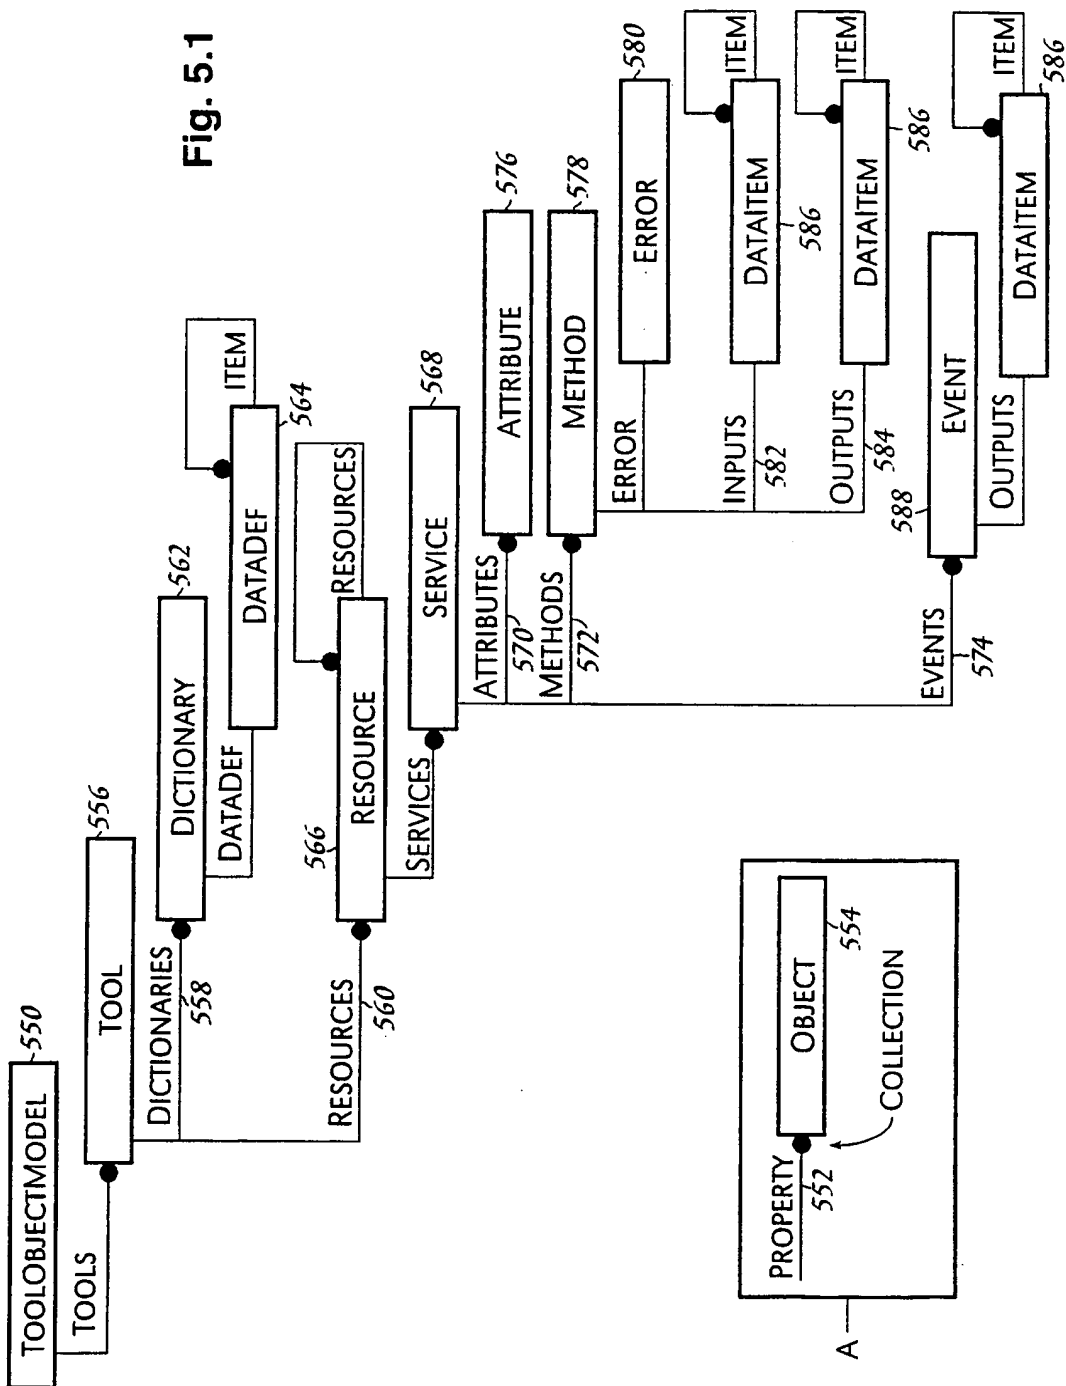 Fig. 5.1
TOOLOBJECTMODEL
550
TOOLS
TOOL
556
DICTIONARIES
558
DICTIONARY
562
DATADEF
DATADEF
564
ITEM
RESOURCES
560
RESOURCE
566
RESOURCES
SERVICES
SERVICE
568
ATTRIBUTES
570
ATTRIBUTE
576
METHODS
572
METHOD
578
ERROR
ERROR
580
INPUTS
582
DATAITEM
586
ITEM
OUTPUTS
584
DATAITEM
586
ITEM
EVENTS
574
EVENT
588
OUTPUTS
DATAITEM
586
ITEM
A
PROPERTY
552
OBJECT
554
COLLECTION